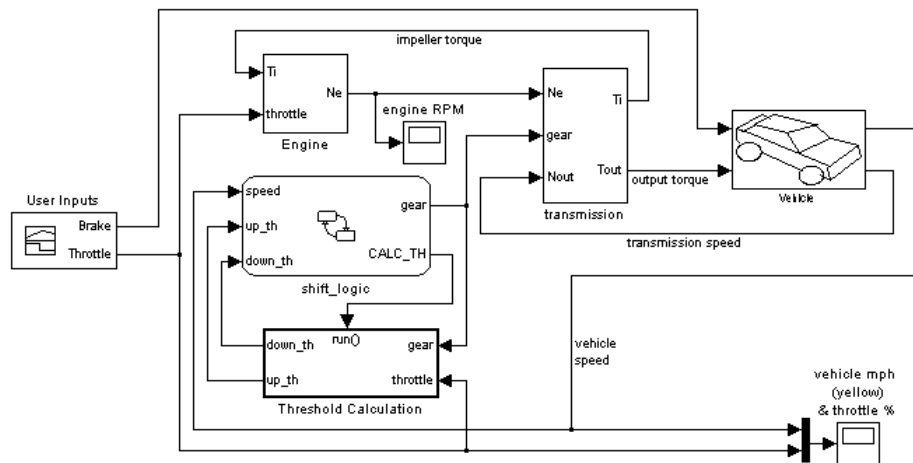 impeller torque
Ti
Ne
throttle
Engine
engine RPM
Ne
Ti
gear
Nout
Tout
transmission
output torque
Vehicle
transmission speed
User Inputs
Brake
Throttle
speed
gear
up_th
CALC_TH
down_th
shift_logic
run()
down_th
gear
up_th
throttle
Threshold Calculation
vehicle
speed
vehicle mph
(yellow)
& throttle %